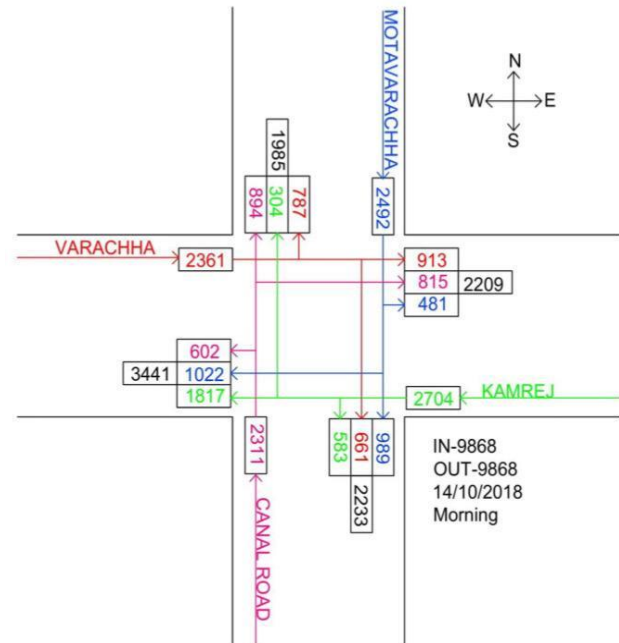 MOTAVARACHHA
N
W E
S
1985
894 304 787
2492
VARACHHA
2361
913
815 2209
481
602
3441 1022
1817
2704
KAMREJ
583 661 989
2233
2311
CANAL ROAD
IN-9868
OUT-9868
14/10/2018
Morning